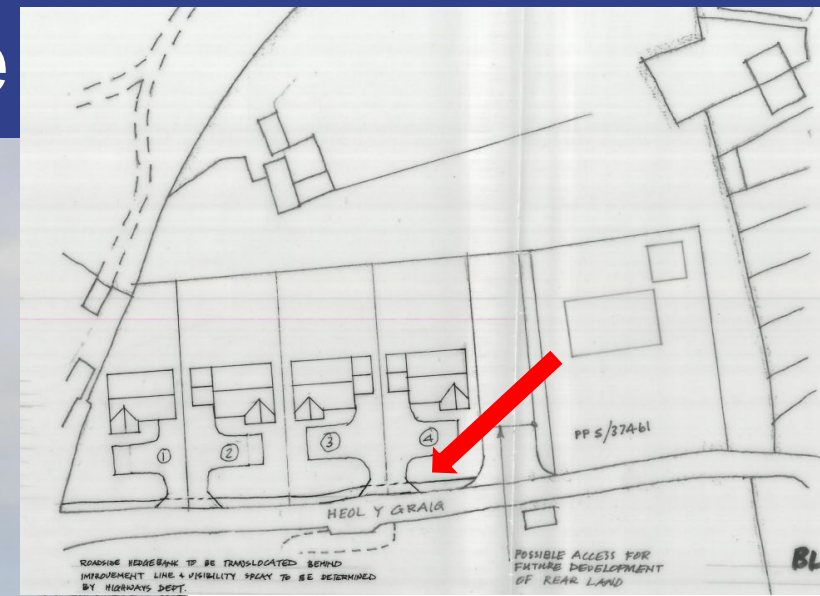 e
①
②
③
④
PP S/37461
HEOL Y GRAIG
ROADSIDE HEDGEBANK TO BE TRANSLOCATED BEHIND
IMPROVEMENT LINE & VISIBILITY SPLAY TO BE DETERMINED
BY HIGHWAYS DEPT.
POSSIBLE ACCESS FOR
FUTURE DEVELOPMENT
OF REAR LAND
BL